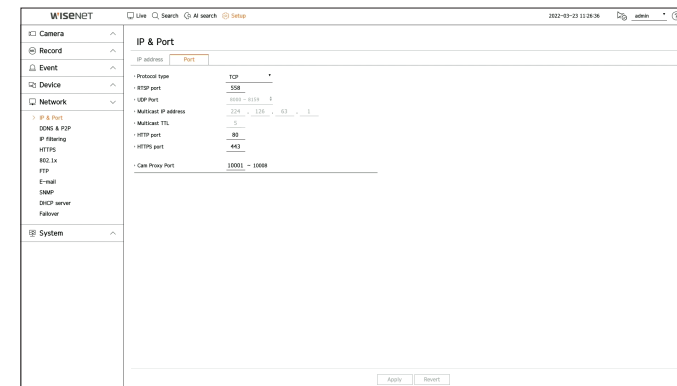 WISENET
Live Search AI search Setup 2022-03-23 11:26:36 admin ?
Camera
Record
Event
Device
Network
> IP & Port
DDNS & P2P
IP filtering
HTTPS
802.1x
FTP
E-mail
SNMP
DHCP server
Failover
System
IP & Port
IP address Port
· Protocol type TCP
· RTSP port 558
· UDP Port 8000 ~ 8159
· Multicast IP address 224 . 126 . 63 . 1
· Multicast TTL 5
· HTTP port 80
· HTTPS port 443
· Cam Proxy Port 10001 ~ 10008
Apply Revert